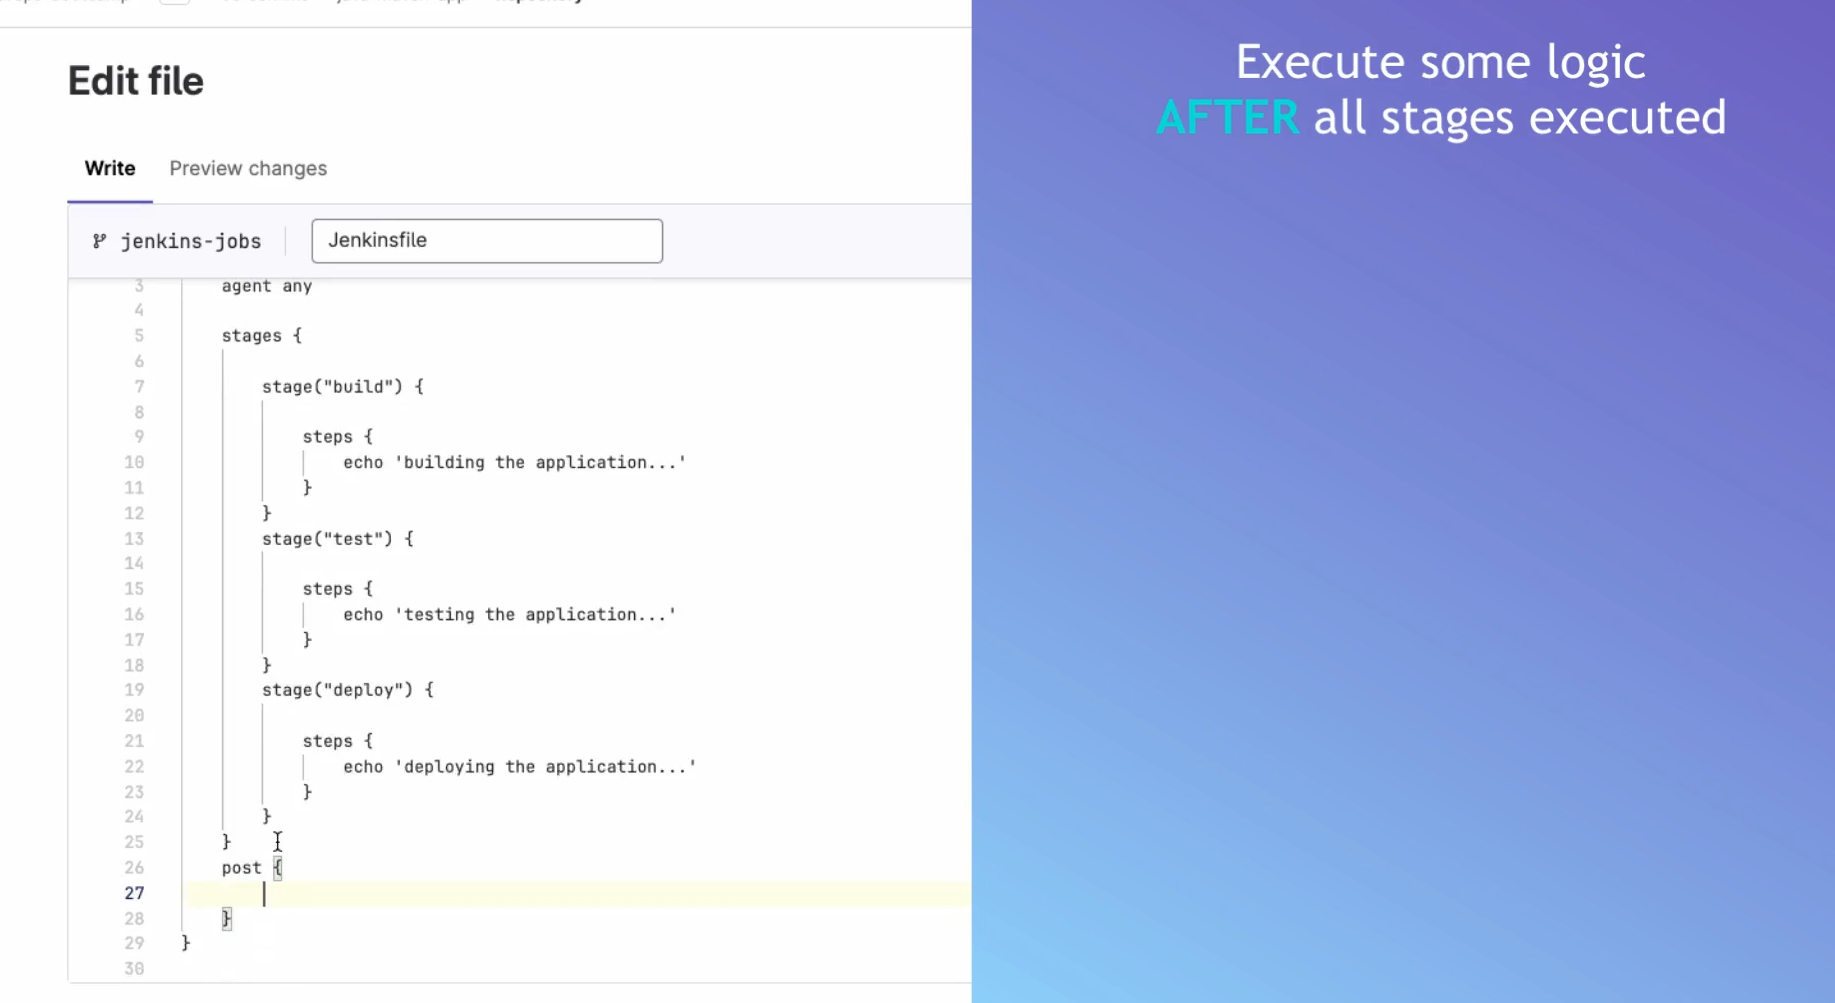 Edit file
Write Preview changes
jenkins-jobs Jenkinsfile
3 agent any
4
5 stages {
6
7 stage("build") {
8
9 steps {
10 echo 'building the application...'
11 }
12 }
13 stage("test") {
14
15 steps {
16 echo 'testing the application...'
17 }
18 }
19 stage("deploy") {
20
21 steps {
22 echo 'deploying the application...'
23 }
24 }
25 }
26 post {
27
28 }
29 }
30
Execute some logic
AFTER all stages executed